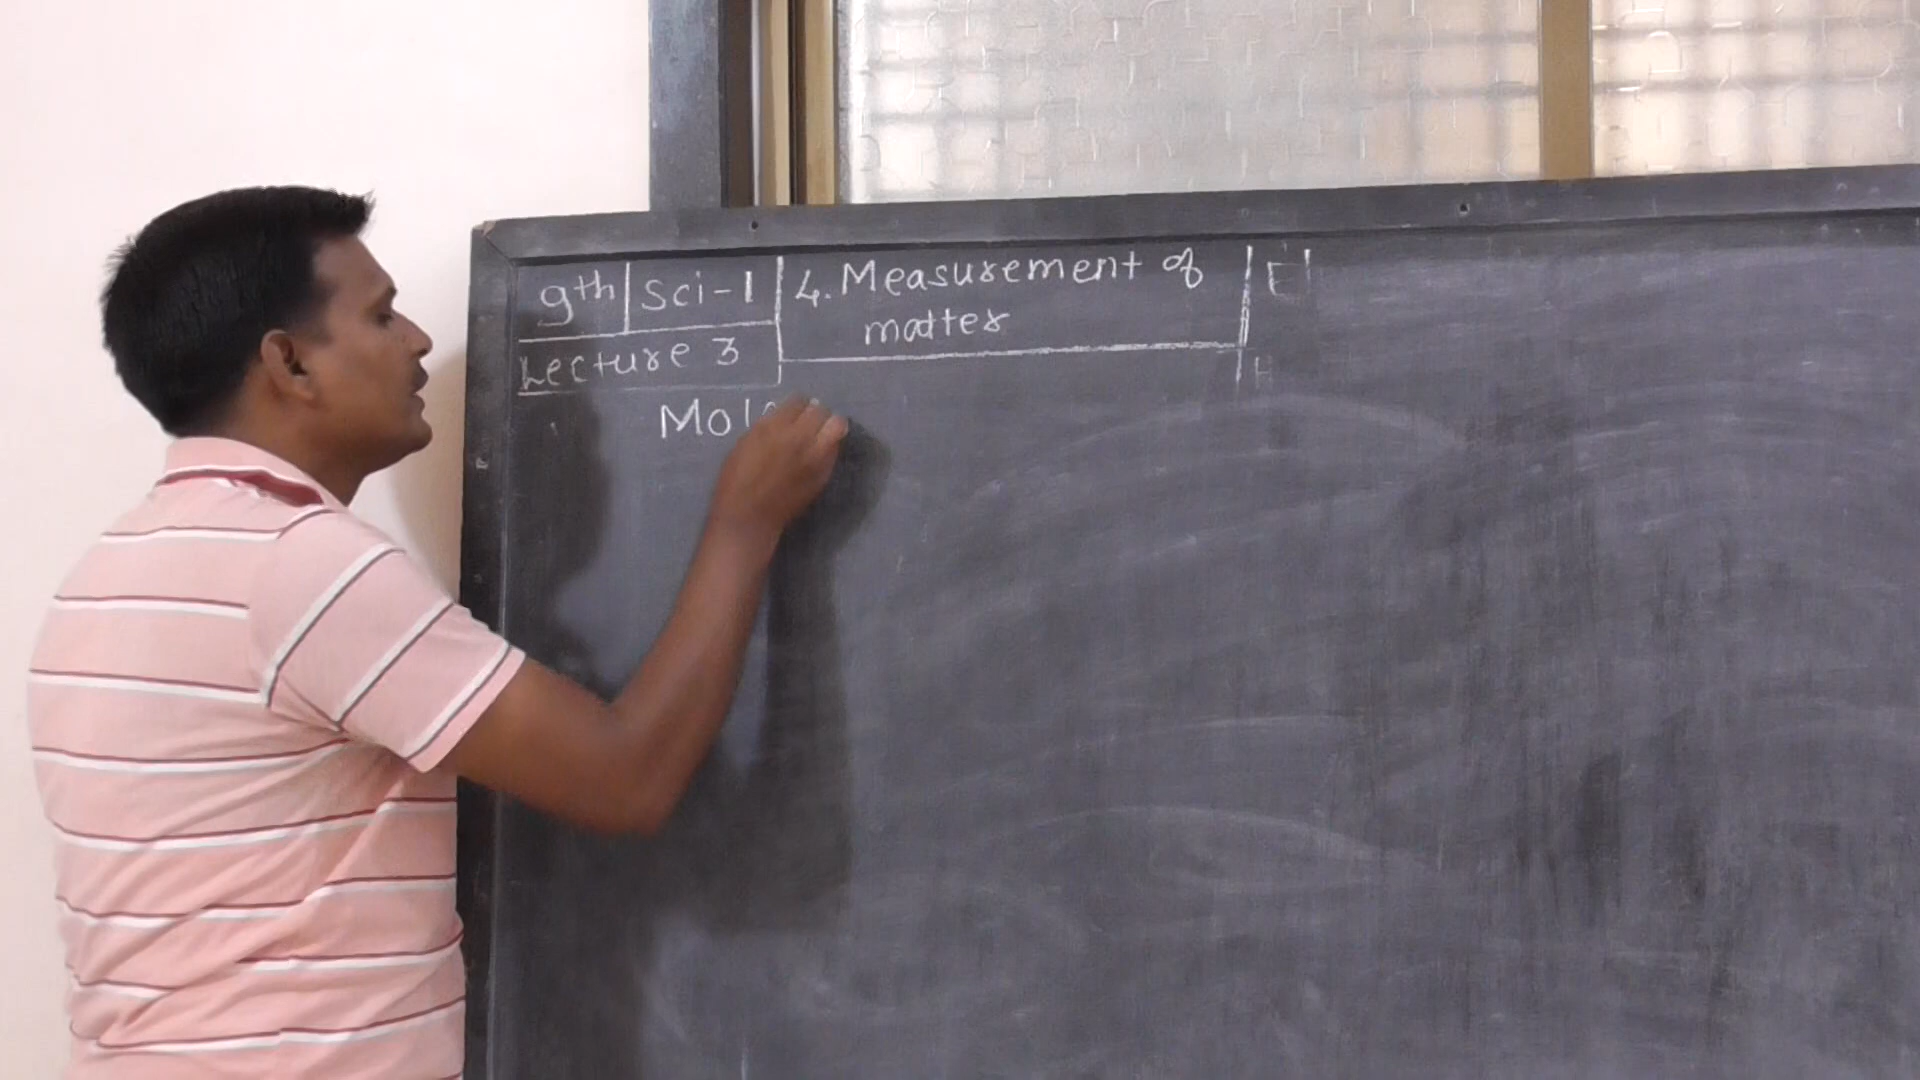 9th Sci-1 4. Measurement of
matter
Lecture 3
Mol